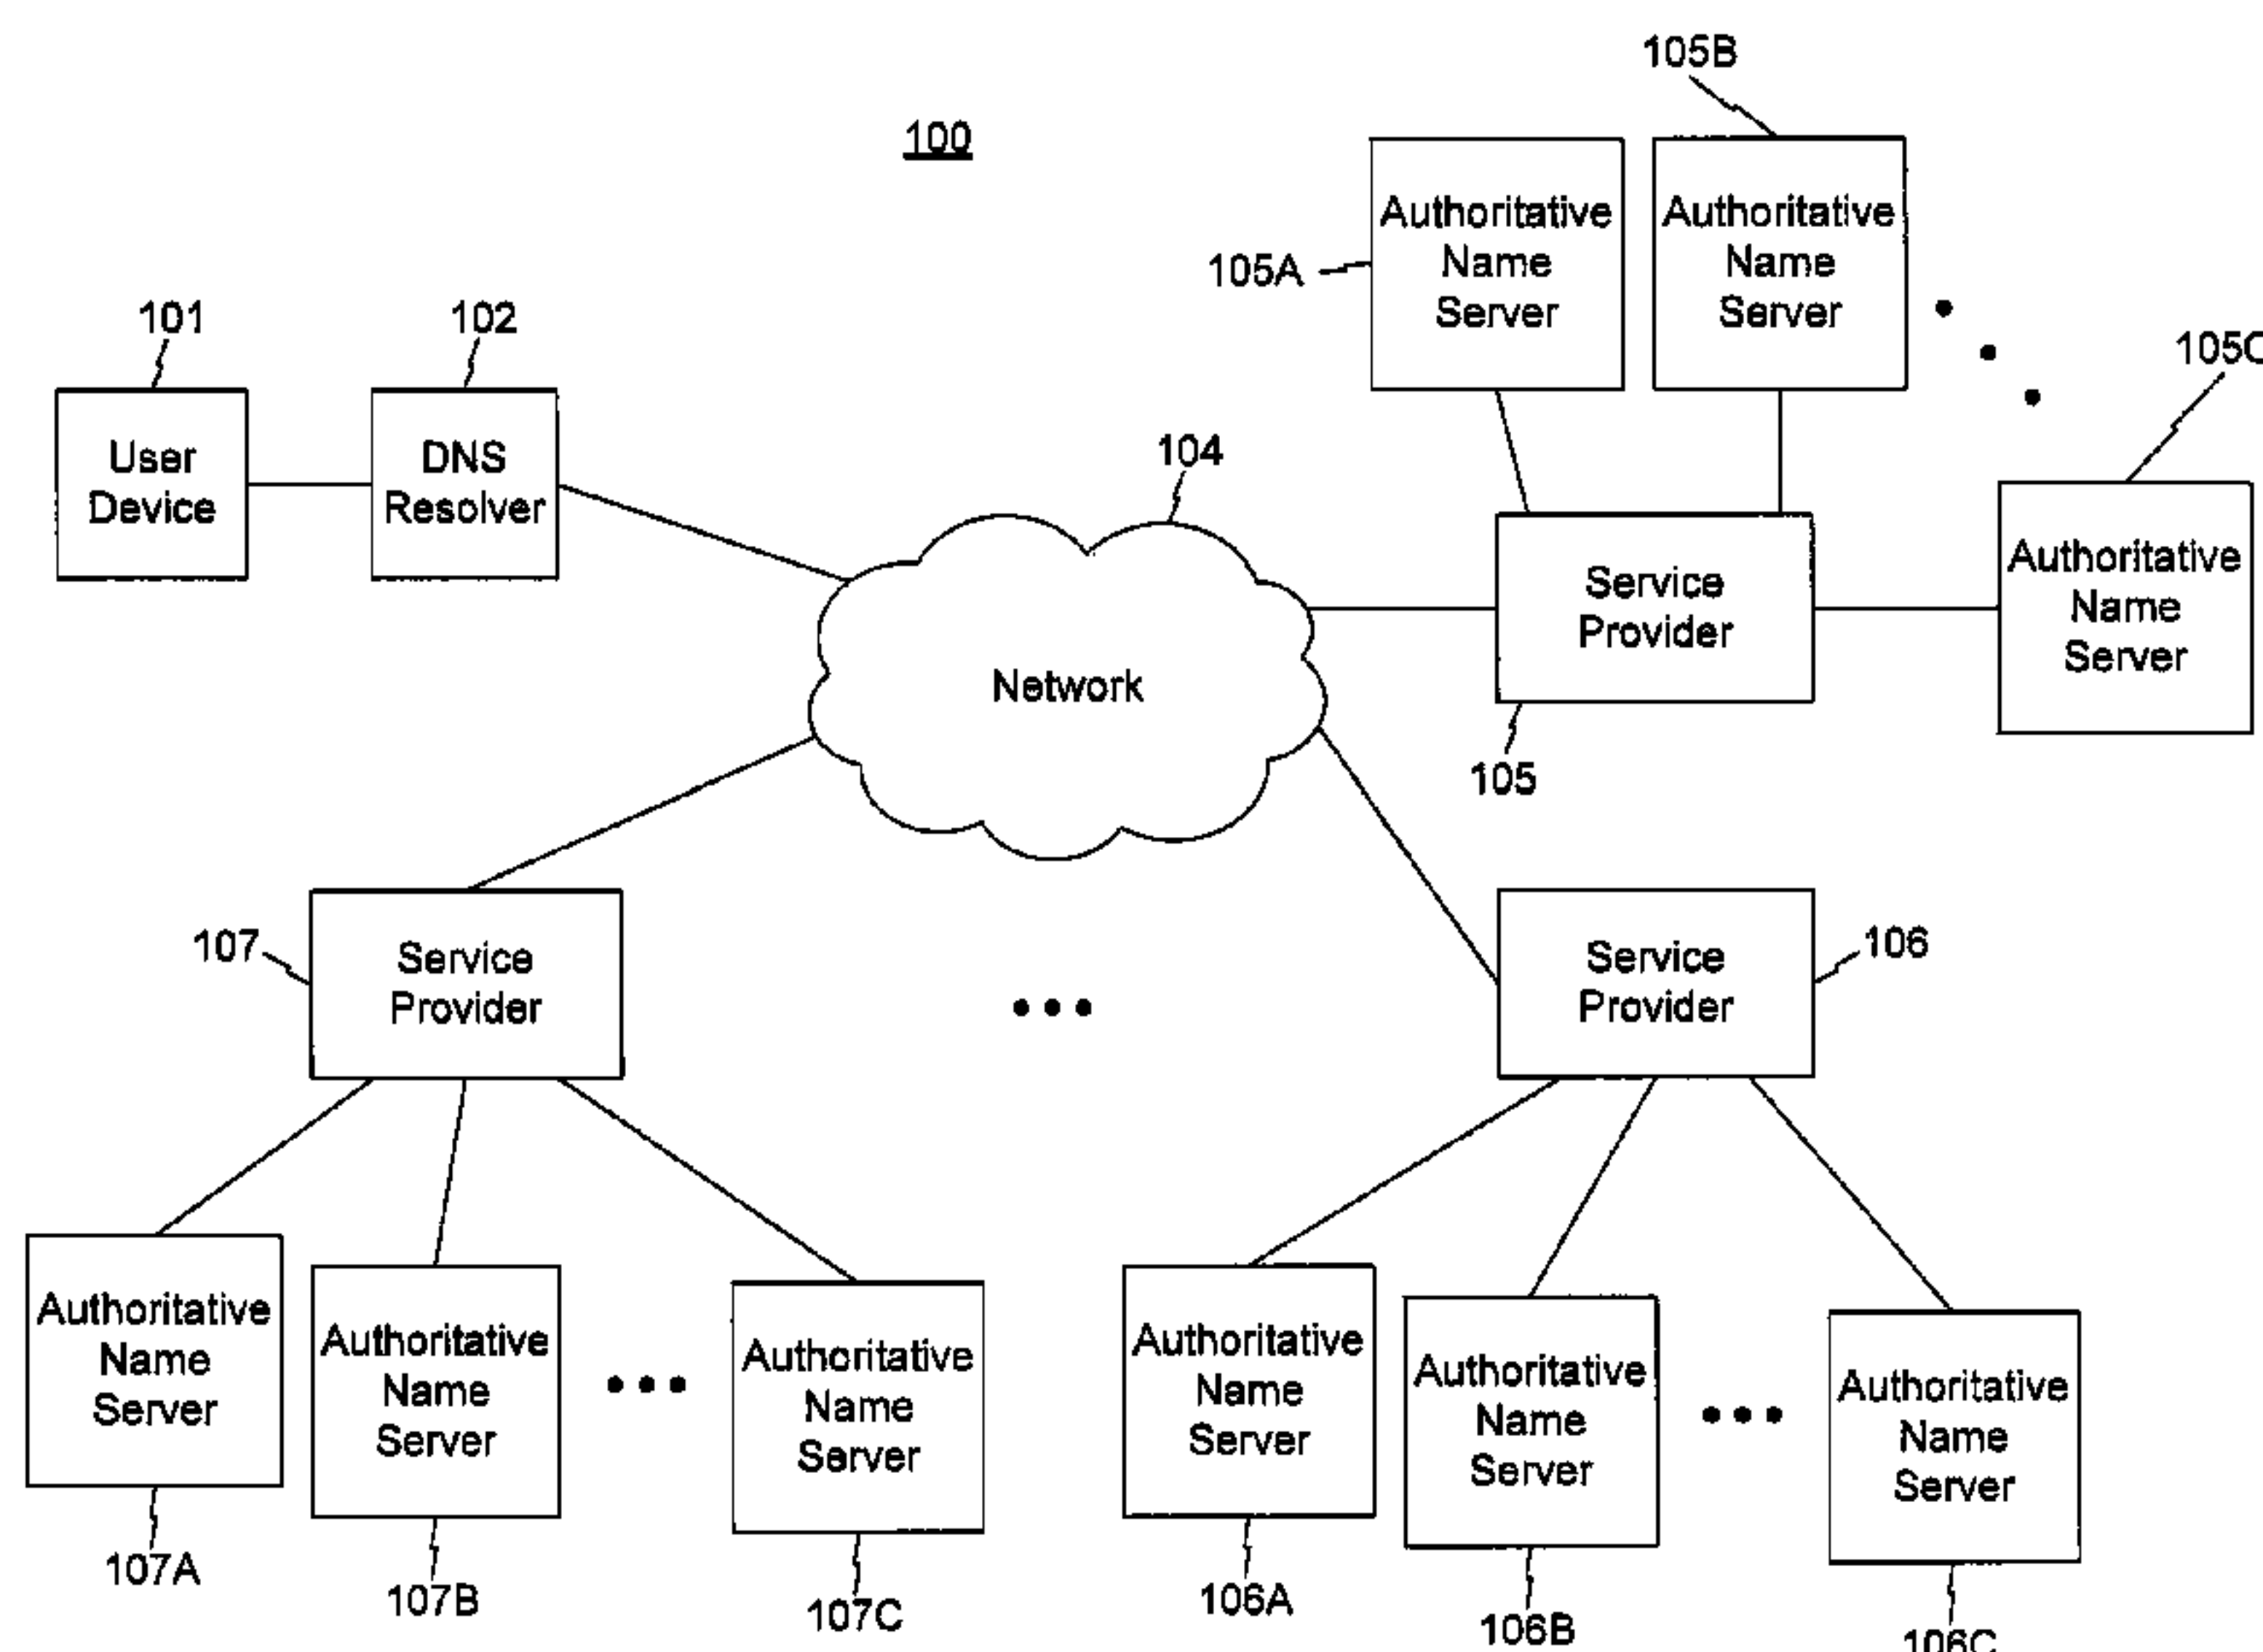 105B
100
Authoritative
Name
Server
Authoritative
Name
Server
105A
101
102
105C
User
Device
DNS
Resolver
104
Authoritative
Name
Server
Service
Provider
Network
105
107
Service
Provider
Service
Provider
106
Authoritative
Name
Server
Authoritative
Name
Server
Authoritative
Name
Server
Authoritative
Name
Server
Authoritative
Name
Server
Authoritative
Name
Server
107A
107B
107C
106A
106B
106C